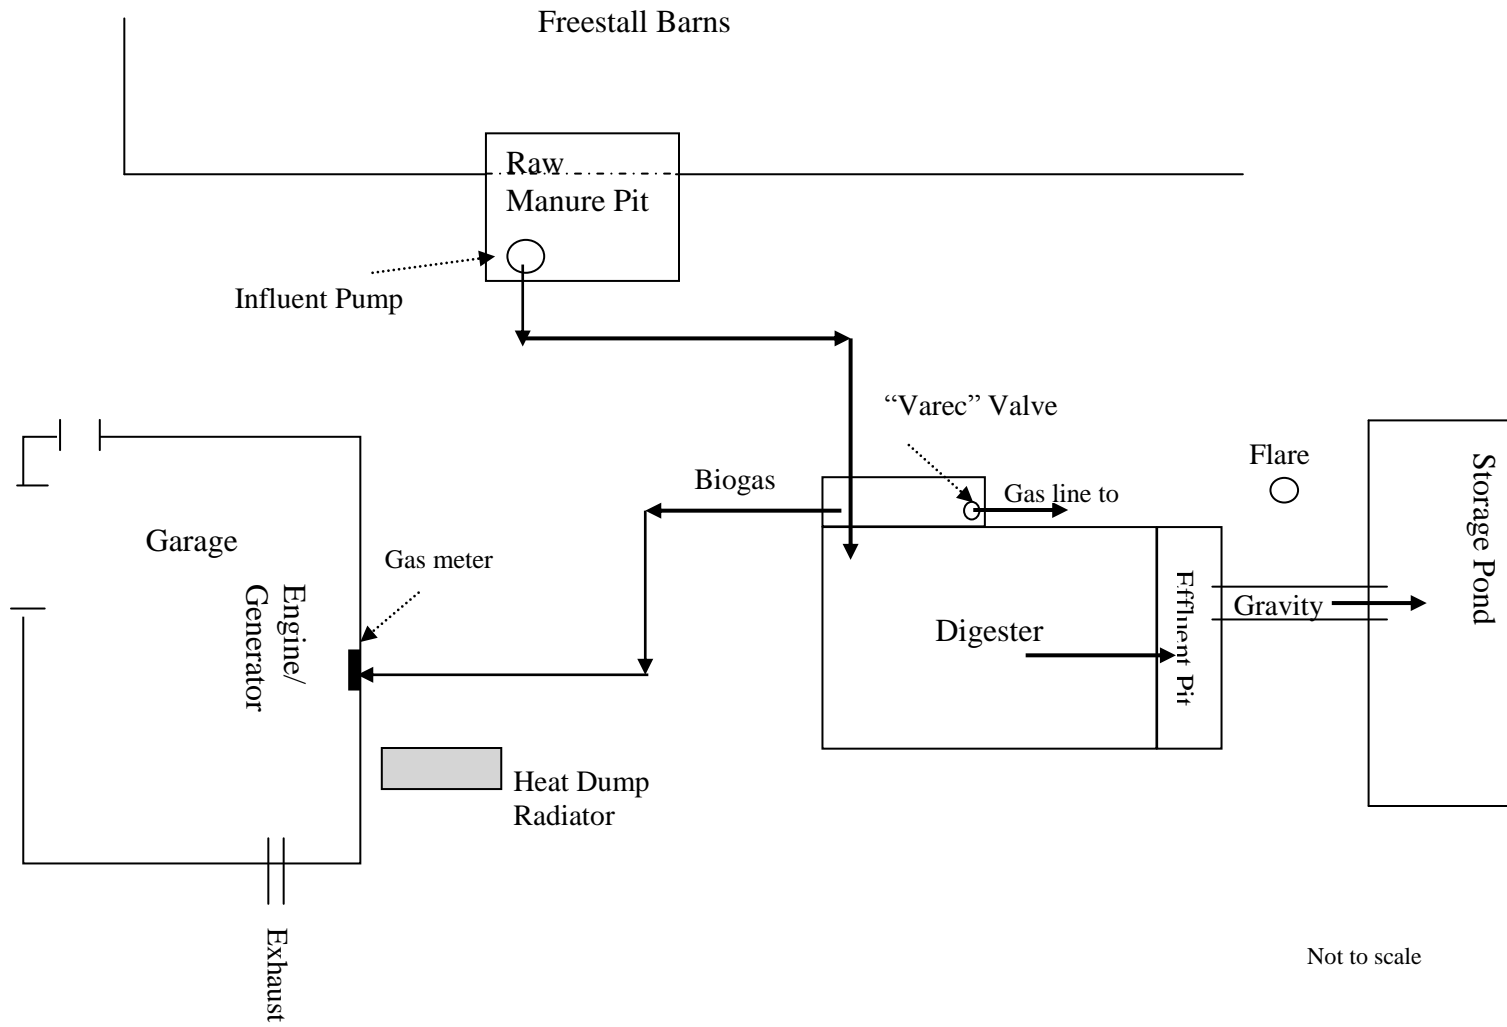 Freestall Barns
Raw
Manure Pit
Influent Pump
“Varec” Valve
Flare
Biogas
Gas line to
Storage Pond
Garage
Gas meter
Engine/
Generator
Effluent Pit
Gravity
Digester
Heat Dump
Radiator
Exhaust
Not to scale